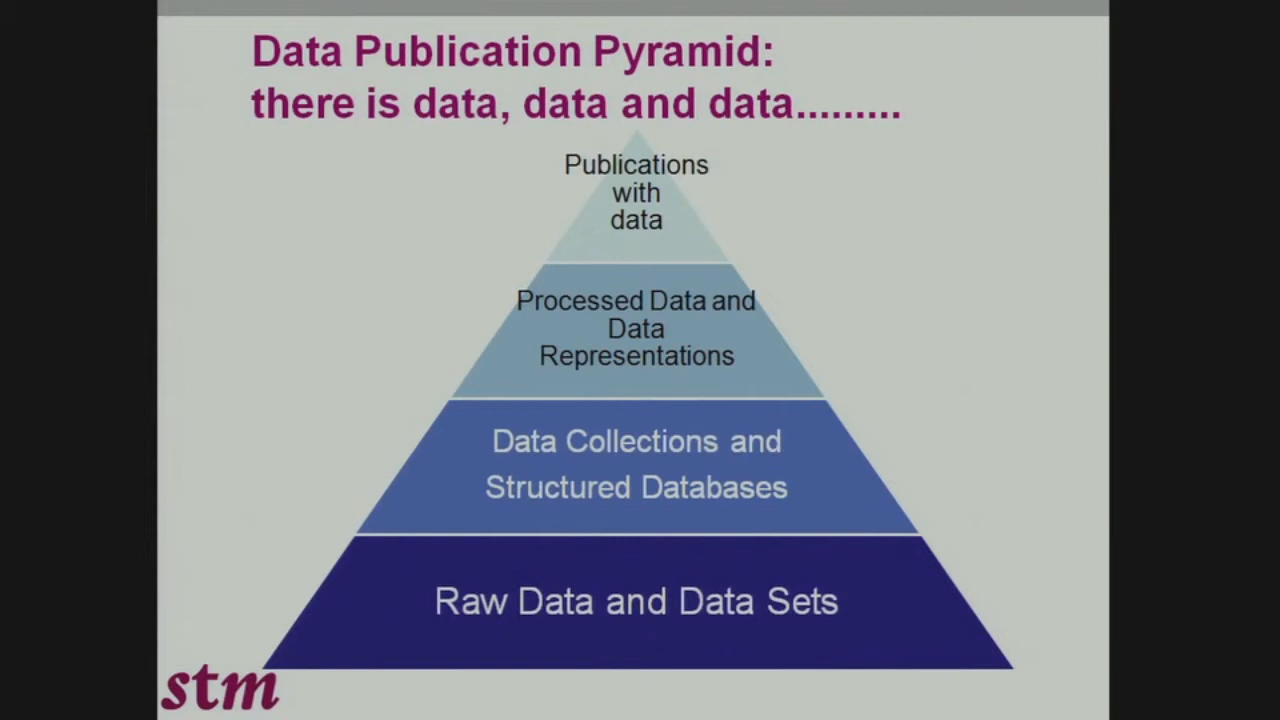 Data Publication Pyramid:
there is data, data and data.........
Publications
with
data
Processed Data and
Data
Representations
Data Collections and
Structured Databases
Raw Data and Data Sets
stm